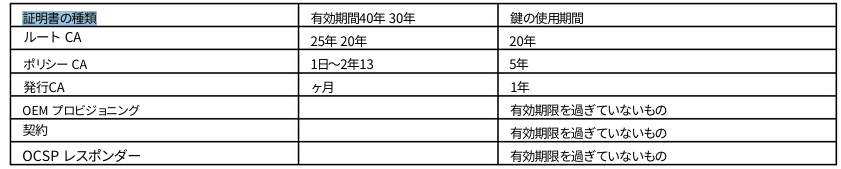 証明書の種類 有効期間40年 30年 鍵の使用期間
ルート CA 25年 20年 20年
ポリシー CA 1日～2年13 5年
発行CA ヶ月 1年
OEM プロビジョニング 有効期限を過ぎていないもの
契約 有効期限を過ぎていないもの
OCSP レスポンダー 有効期限を過ぎていないもの